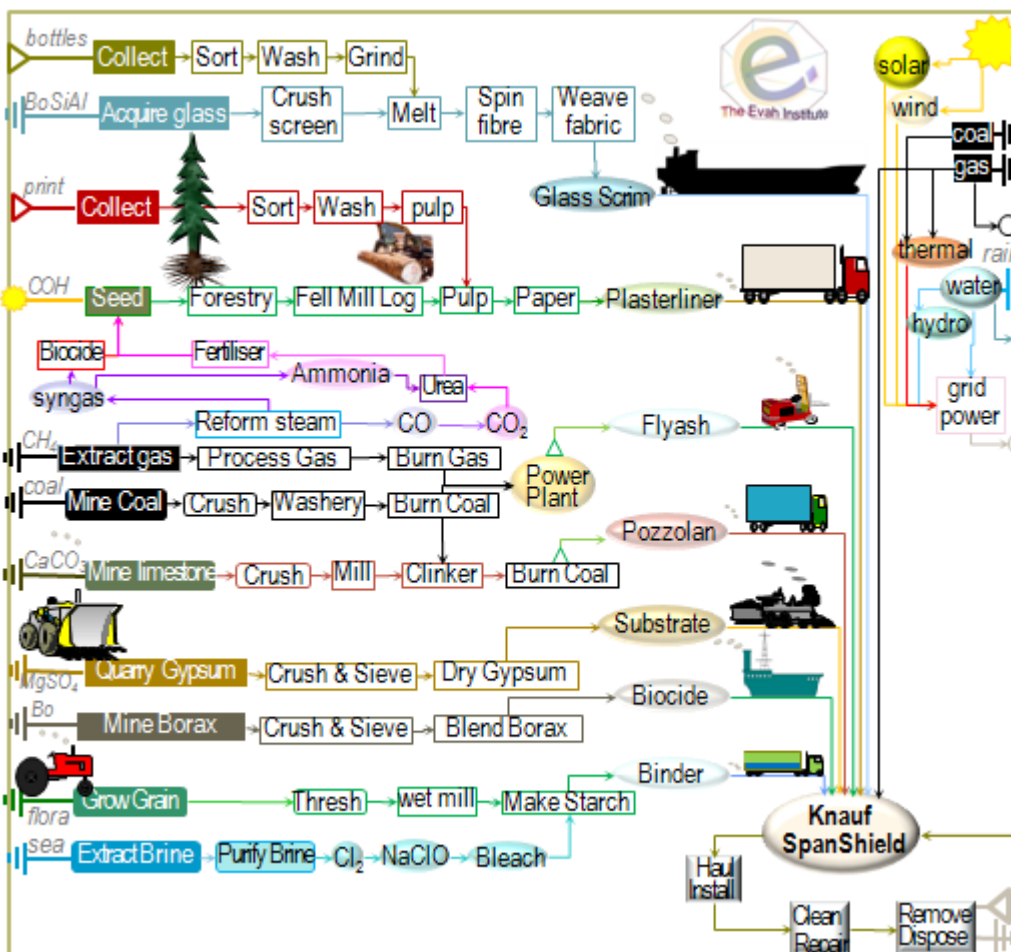 bottles
Collect
Sort
Wash
Grind
BoSiAl
Acquire glass
Crush
screen
Melt
Spin
fibre
Weave
fabric
The Evah Institute
solar
wind
coal
gas
Glass Scrim
print
Collect
Sort
Wash
pulp
thermal
water
hydro
COH
Seed
Forestry
Fell Mill Log
Pulp
Paper
Plasterliner
Biocide
Fertiliser
Ammonia
Urea
syngas
grid
power
Reform steam
CO
CO₂
Flyash
CH₄
Extract gas
Process Gas
Burn Gas
Power
Plant
coal
Mine Coal
Crush
Washery
Burn Coal
Pozzolan
CaCO₃
Mine limestone
Crush
Mill
Clinker
Burn Coal
Substrate
MgSO₄
Quarry Gypsum
Crush & Sieve
Dry Gypsum
Biocide
Bo
Mine Borax
Crush & Sieve
Blend Borax
Binder
flora
Grow Grain
Thresh
wet mill
Make Starch
Knauf
SpanShield
sea
Extract Brine
Purify Brine
Cl₂
NaClO
Bleach
Haul
Install
Clean
Repair
Remove
Dispose